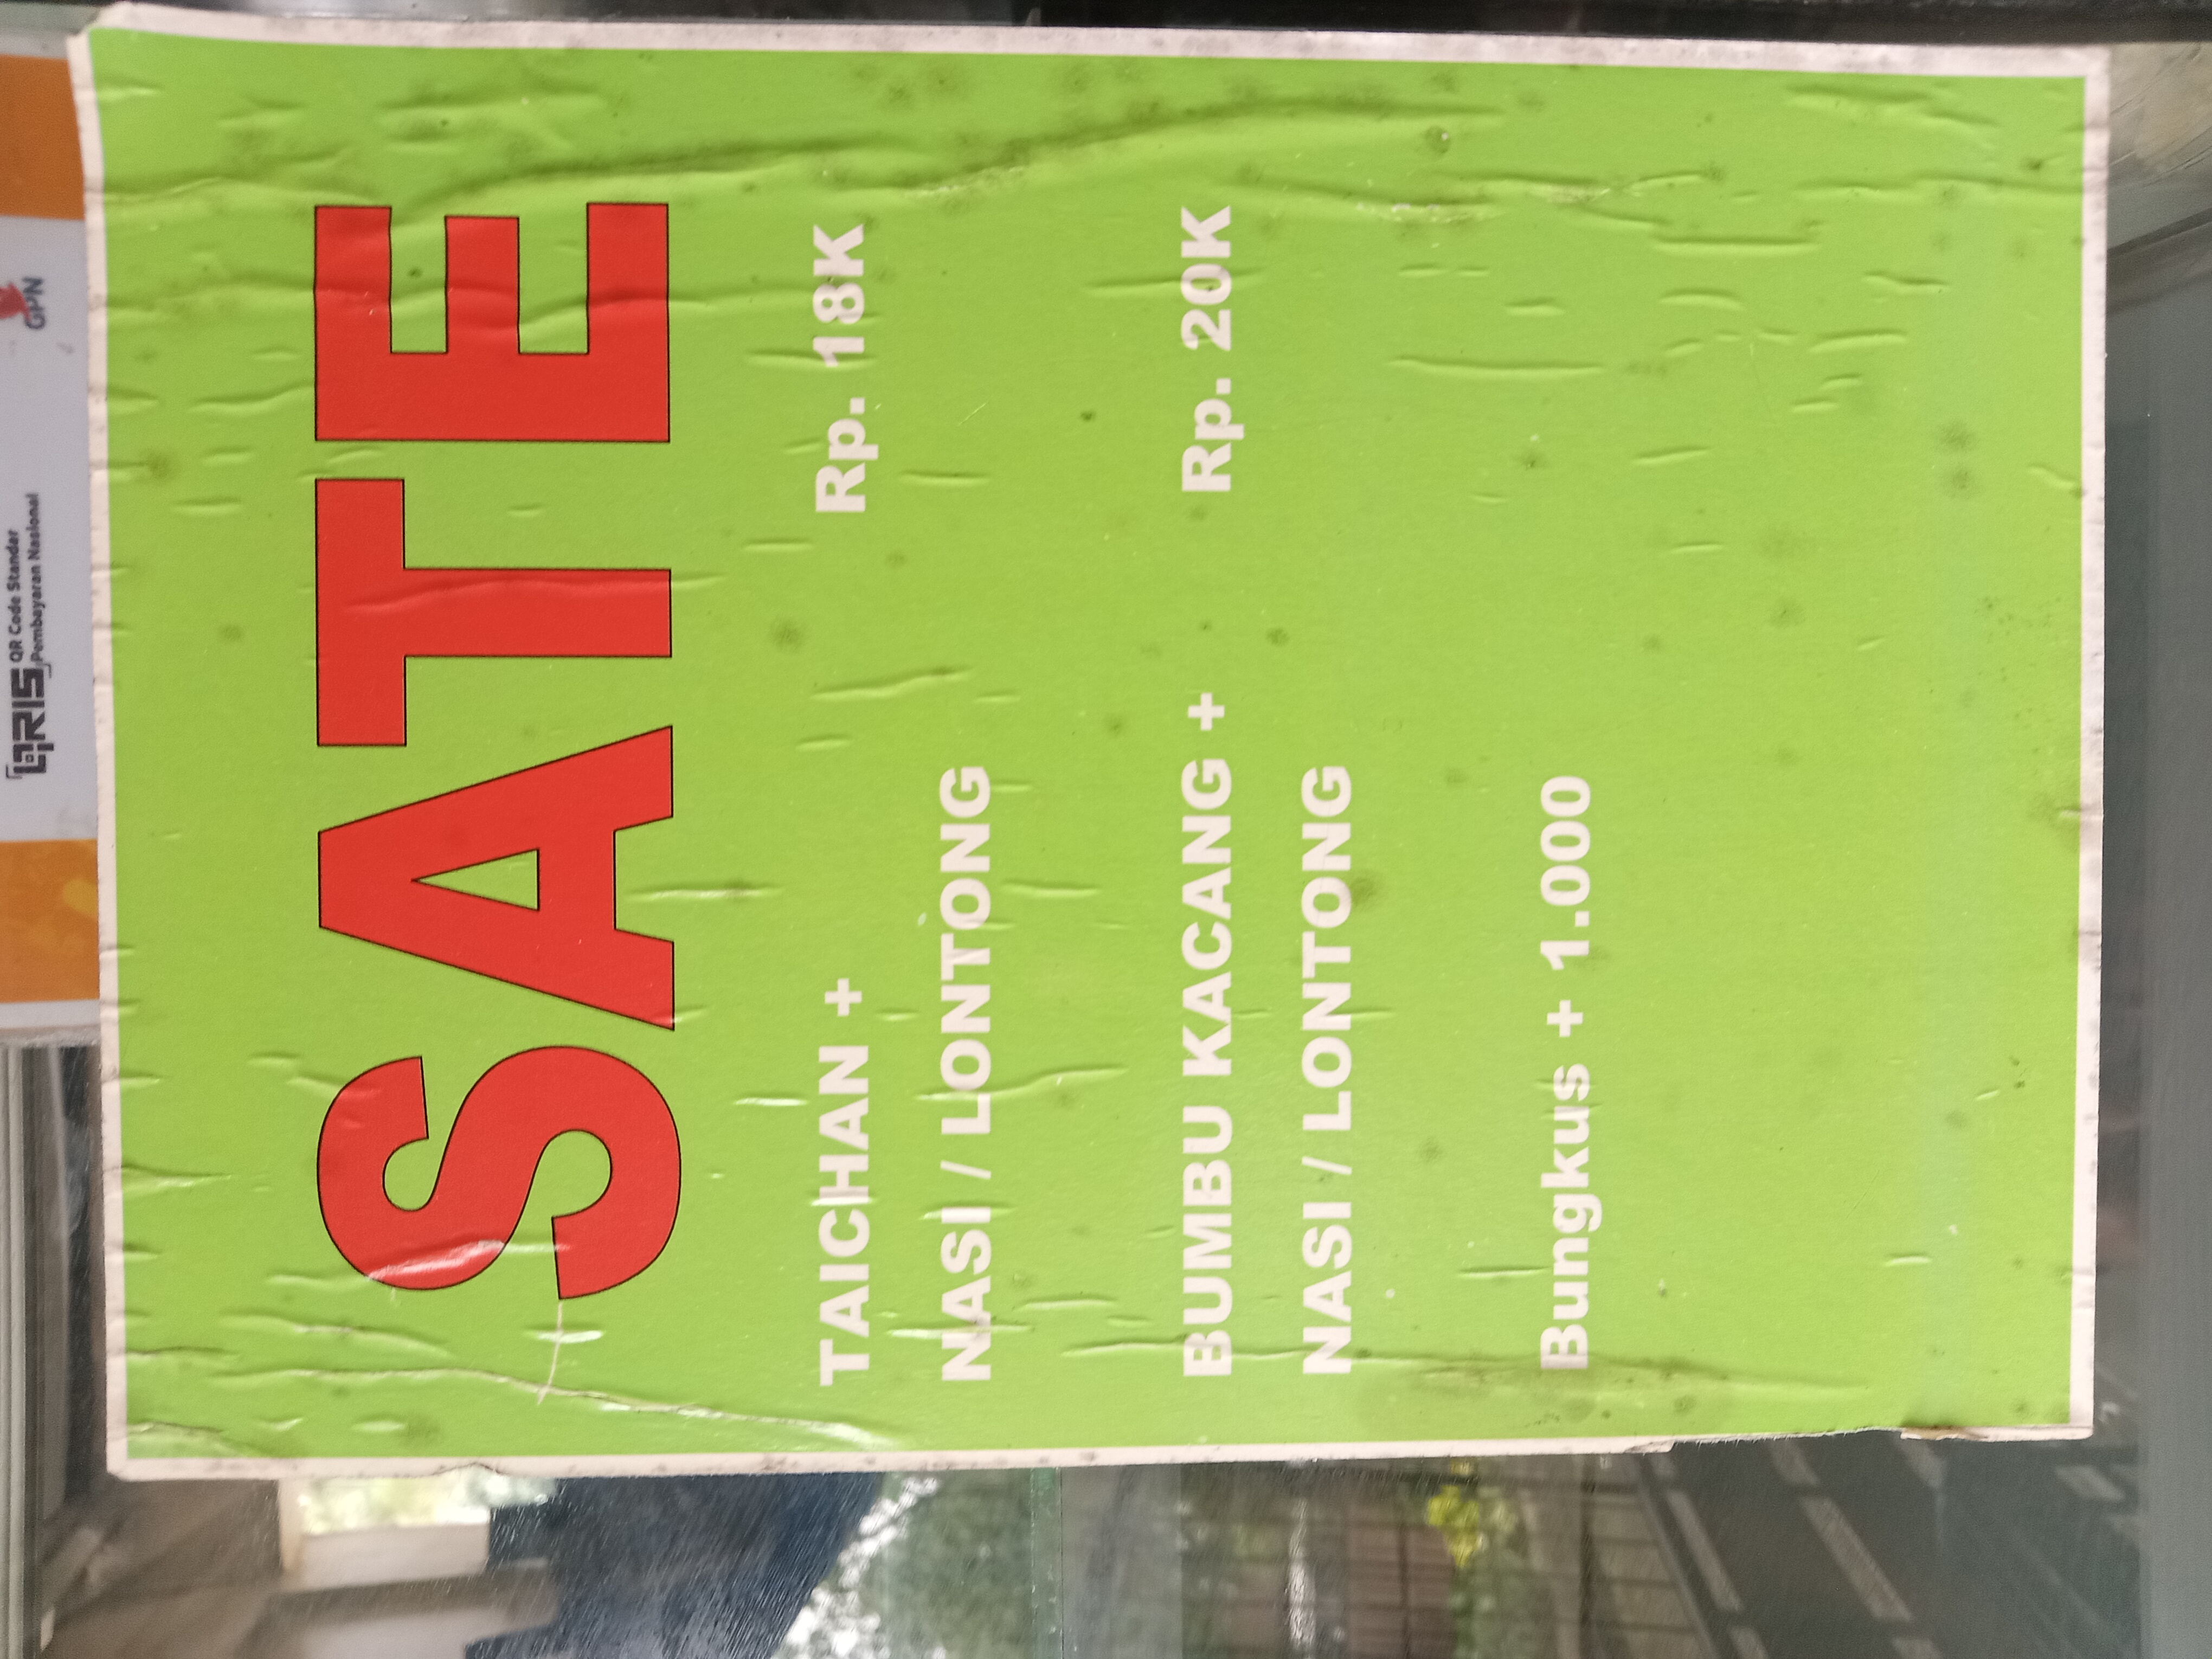 QRIS QR Code Standar
Pembayaran Nasional
GPN
SATE
TAICHAN + Rp. 18K
NASI / LONTONG
BUMBU KACANG + Rp. 20K
NASI / LONTONG
Bungkus + 1.000